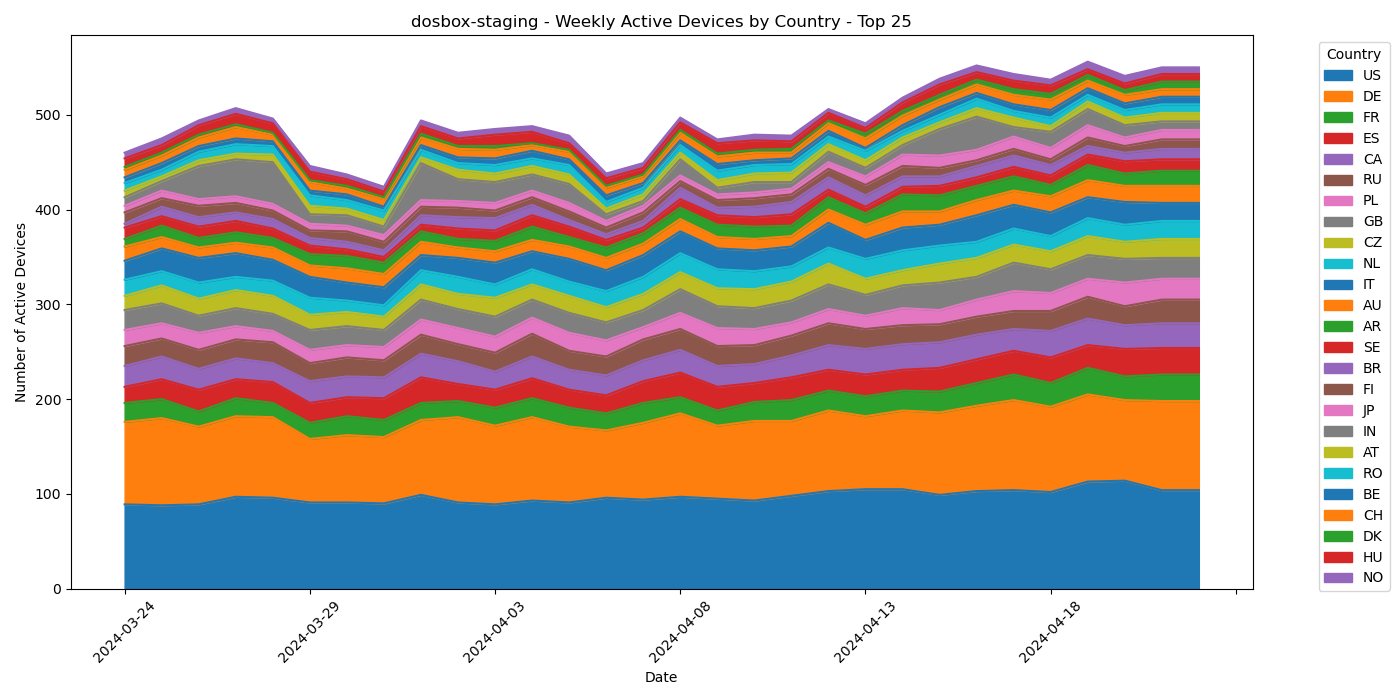 dosbox-staging - Weekly Active Devices by Country - Top 25
Number of Active Devices
500
400
300
200
100
0
2024-03-24
2024-03-29
2024-04-03
2024-04-08
2024-04-13
2024-04-18
Date
Country
US
DE
FR
ES
CA
RU
PL
GB
CZ
NL
IT
AU
AR
SE
BR
FI
JP
IN
AT
RO
BE
CH
DK
HU
NO